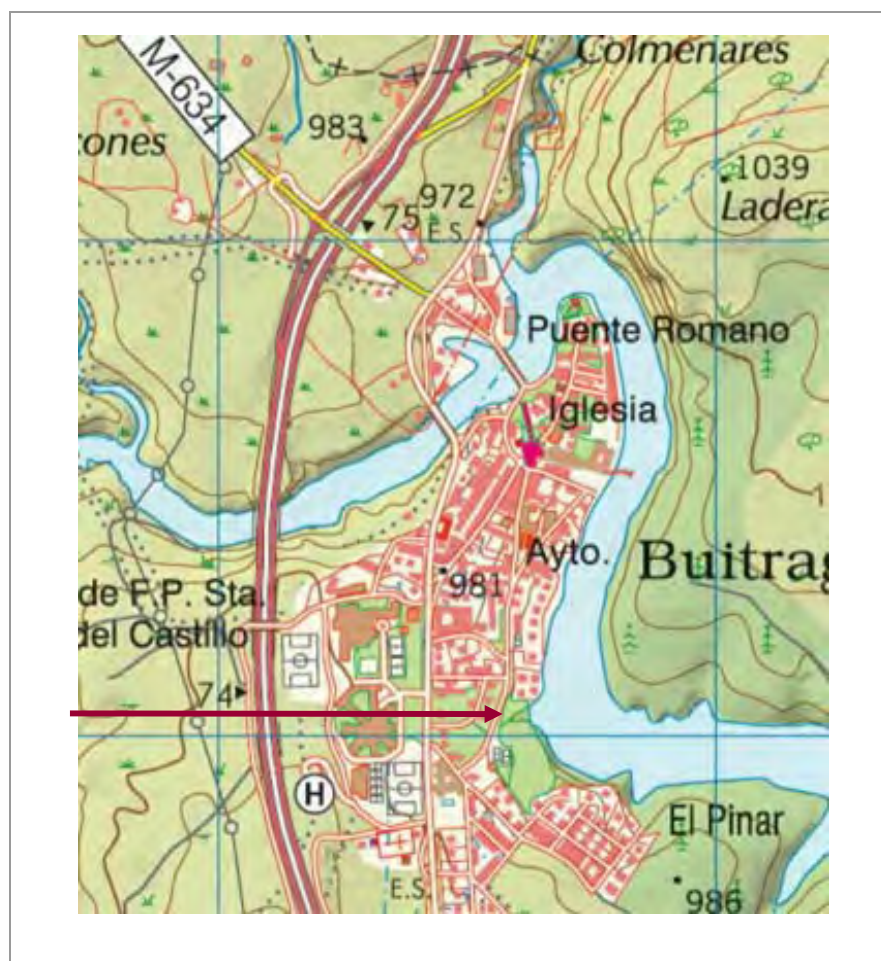 Colmenares
M-634
cones
983
1039
Ladera
972
75
E.S.
Puente Romano
Iglesia
Ayto.
Buitrag
981
de F.P. Sta.
del Castillo
74
H
El Pinar
E.S.
986